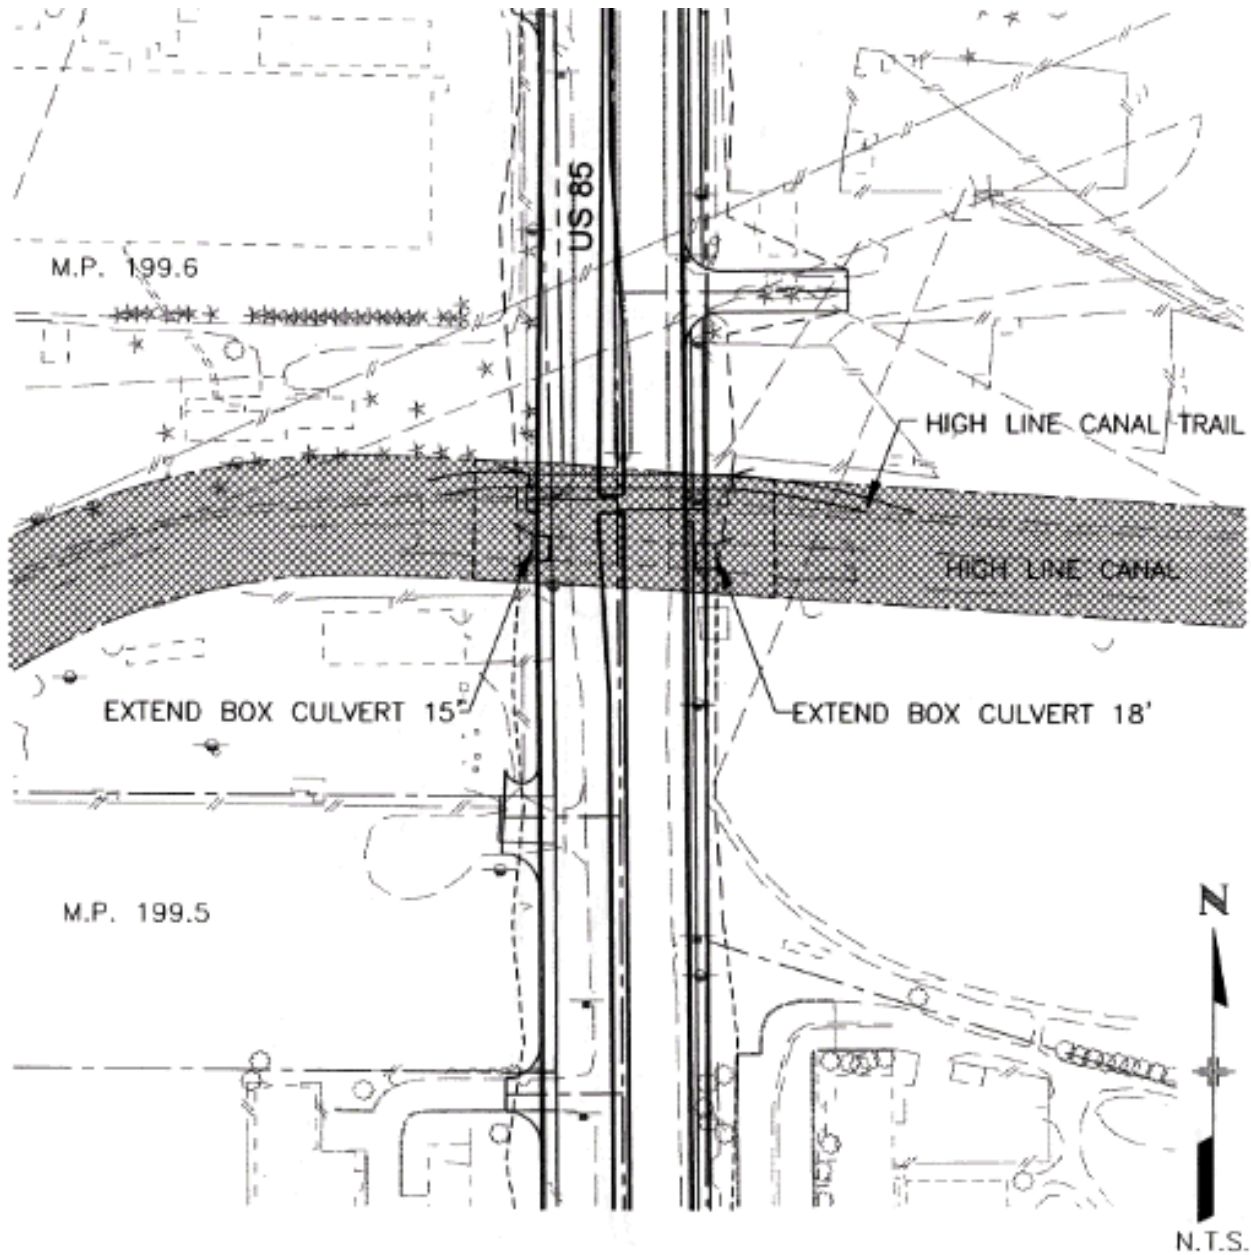 US 85
M.P. 199.6
HIGH LINE CANAL TRAIL
HIGH LINE CANAL
EXTEND BOX CULVERT 15'
EXTEND BOX CULVERT 18'
M.P. 199.5
N
N.T.S.